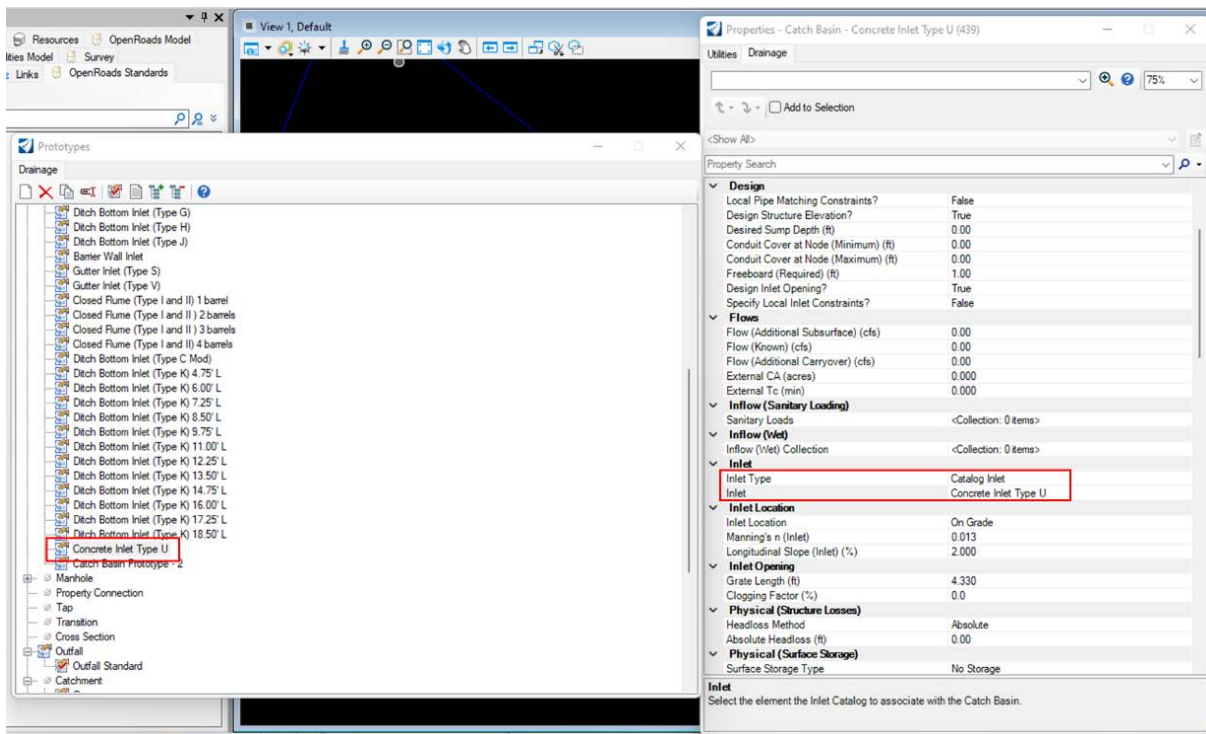 Resources OpenRoads Model
ilities Model Survey
Links OpenRoads Standards
View 1, Default
Prototypes
Drainage
Ditch Bottom Inlet (Type G)
Ditch Bottom Inlet (Type H)
Ditch Bottom Inlet (Type J)
Barrier Wall Inlet
Gutter Inlet (Type S)
Gutter Inlet (Type V)
Closed Flume (Type I and II) 1 barrel
Closed Flume (Type I and II ) 2 barrels
Closed Flume (Type I and II ) 3 barrels
Closed Flume (Type I and II) 4 barrels
Ditch Bottom Inlet (Type C Mod)
Ditch Bottom Inlet (Type K) 4.75' L
Ditch Bottom Inlet (Type K) 6.00' L
Ditch Bottom Inlet (Type K) 7.25' L
Ditch Bottom Inlet (Type K) 8.50' L
Ditch Bottom Inlet (Type K) 9.75' L
Ditch Bottom Inlet (Type K) 11.00' L
Ditch Bottom Inlet (Type K) 12.25' L
Ditch Bottom Inlet (Type K) 13.50' L
Ditch Bottom Inlet (Type K) 14.75' L
Ditch Bottom Inlet (Type K) 16.00' L
Ditch Bottom Inlet (Type K) 17.25' L
Ditch Bottom Inlet (Type K) 18.50' L
Concrete Inlet Type U
Catch Basin Prototype - 2
Manhole
Property Connection
Tap
Transition
Cross Section
Outfall
Outfall Standard
Catchment
Properties - Catch Basin - Concrete Inlet Type U (439)
Utilities Drainage
75%
Add to Selection
<Show All>
Property Search
Design
Local Pipe Matching Constraints? False
Design Structure Elevation? True
Desired Sump Depth (ft) 0.00
Conduit Cover at Node (Minimum) (ft) 0.00
Conduit Cover at Node (Maximum) (ft) 0.00
Freeboard (Required) (ft) 1.00
Design Inlet Opening? True
Specify Local Inlet Constraints? False
Flows
Flow (Additional Subsurface) (cfs) 0.00
Flow (Known) (cfs) 0.00
Flow (Additional Carryover) (cfs) 0.00
External CA (acres) 0.000
External Tc (min) 0.000
Inflow (Sanitary Loading)
Sanitary Loads <Collection: 0 items>
Inflow (Wet)
Inflow (Wet) Collection <Collection: 0 items>
Inlet
Inlet Type Catalog Inlet
Inlet Concrete Inlet Type U
Inlet Location
Inlet Location On Grade
Manning's n (Inlet) 0.013
Longitudinal Slope (Inlet) (%) 2.000
Inlet Opening
Grate Length (ft) 4.330
Clogging Factor (%) 0.0
Physical (Structure Losses)
Headloss Method Absolute
Absolute Headloss (ft) 0.00
Physical (Surface Storage)
Surface Storage Type No Storage
Inlet
Select the element the Inlet Catalog to associate with the Catch Basin.